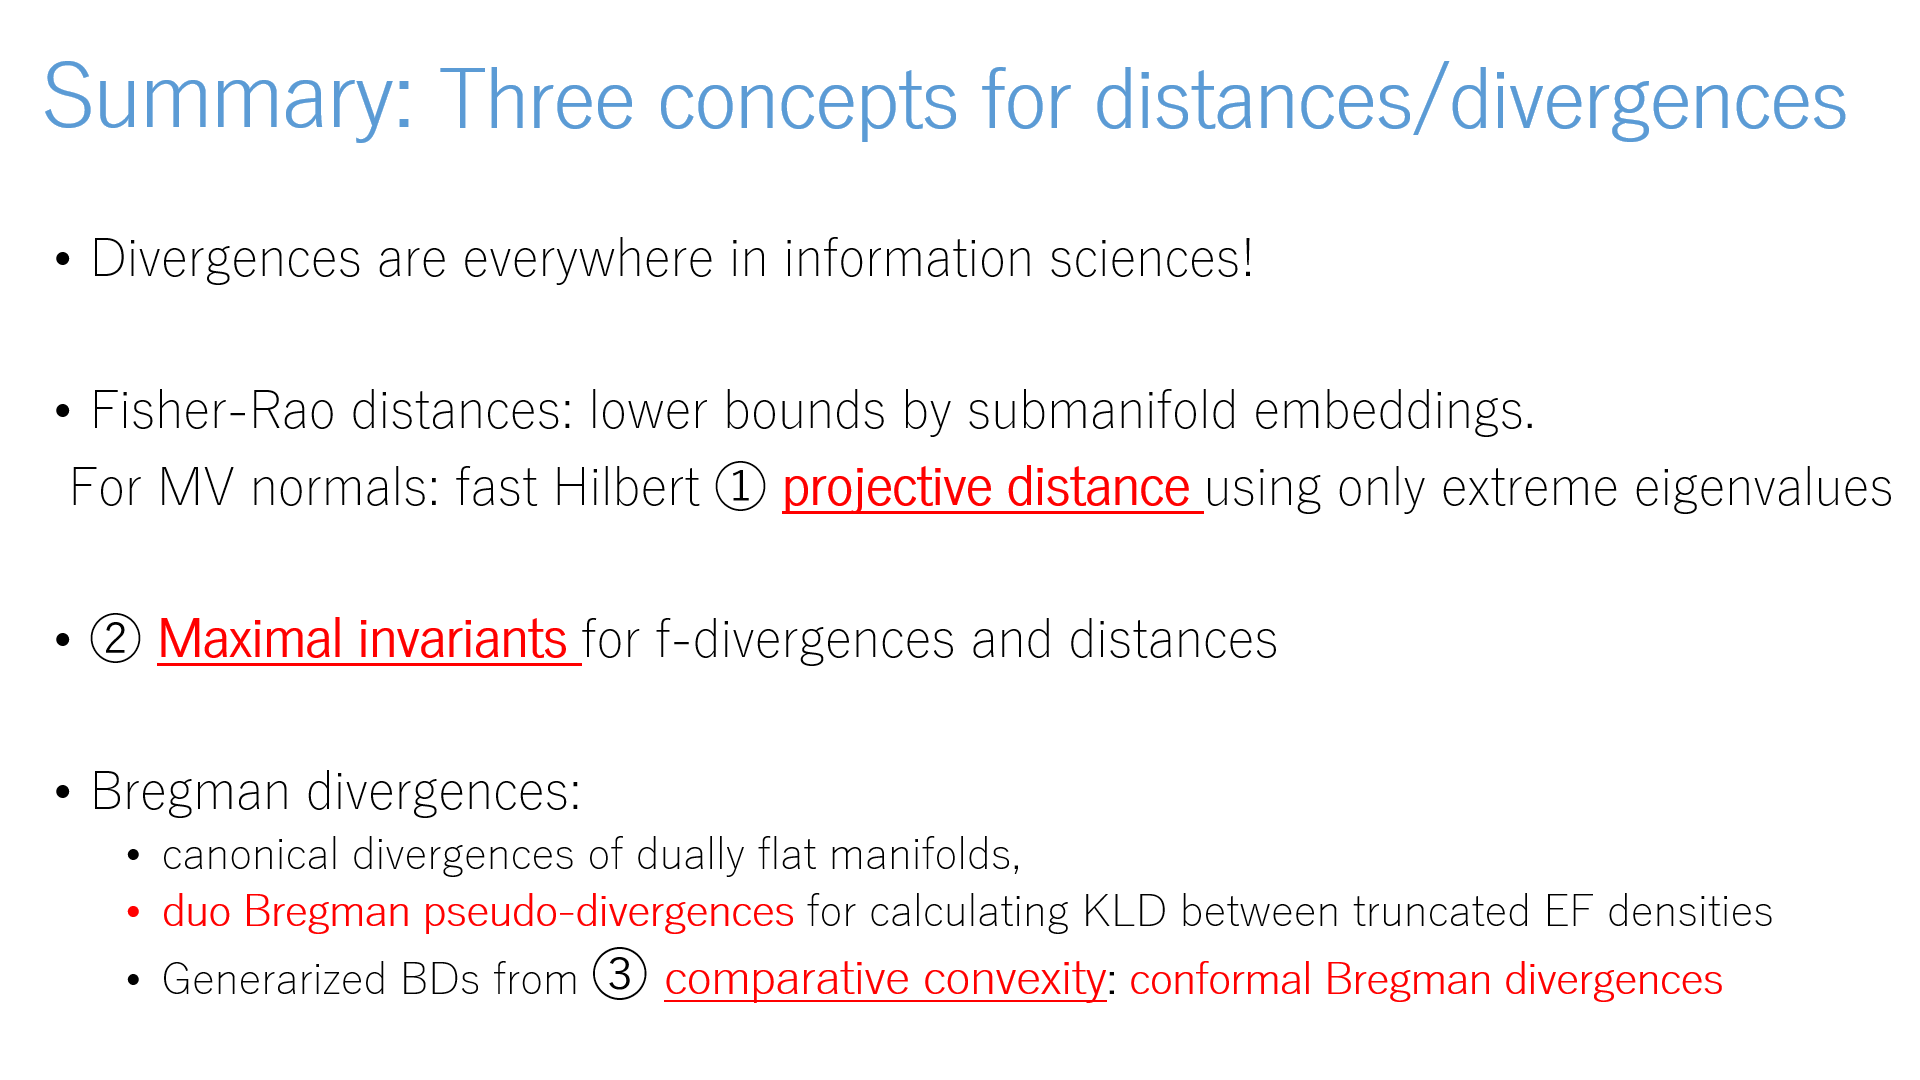 Summary: Three concepts for distances/divergences
• Divergences are everywhere in information sciences!
• Fisher-Rao distances: lower bounds by submanifold embeddings.
For MV normals: fast Hilbert ① projective distance using only extreme eigenvalues
• ② Maximal invariants for f-divergences and distances
• Bregman divergences:
• canonical divergences of dually flat manifolds,
• duo Bregman pseudo-divergences for calculating KLD between truncated EF densities
• Generarized BDs from ③ comparative convexity: conformal Bregman divergences